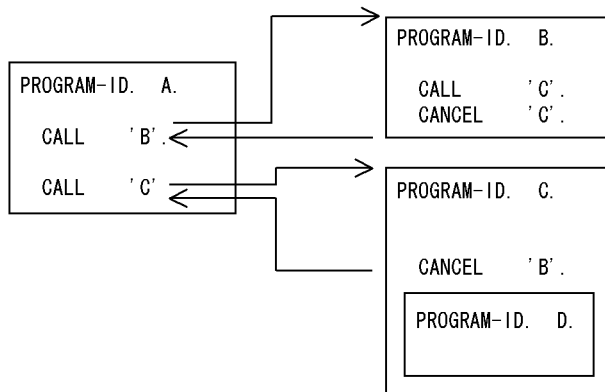 PROGRAM-ID. A.
CALL 'B'.
CALL 'C'
PROGRAM-ID. B.
CALL 'C'.
CANCEL 'C'.
PROGRAM-ID. C.
CANCEL 'B'.
PROGRAM-ID. D.